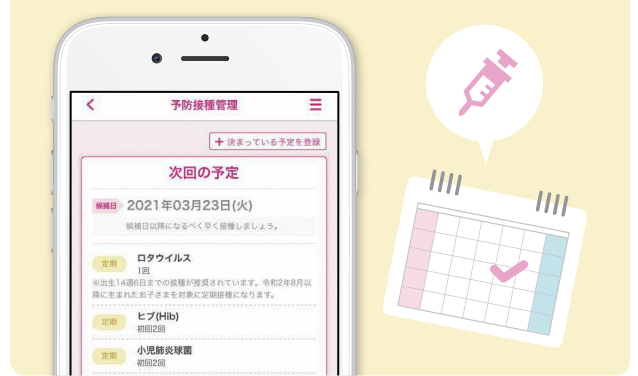 予防接種管理
+ 決まっている予定を登録
次回の予定
候補日 2021年03月23日(火)
候補日以降になるべく早く接種しましょう。
定期 ロタウイルス
1回
※出生14週6日までの接種が推奨されています。令和2年8月以
降に生まれたお子さまを対象に定期接種になります。
定期 ヒブ(Hib)
初回2回
定期 小児肺炎球菌
初回2回